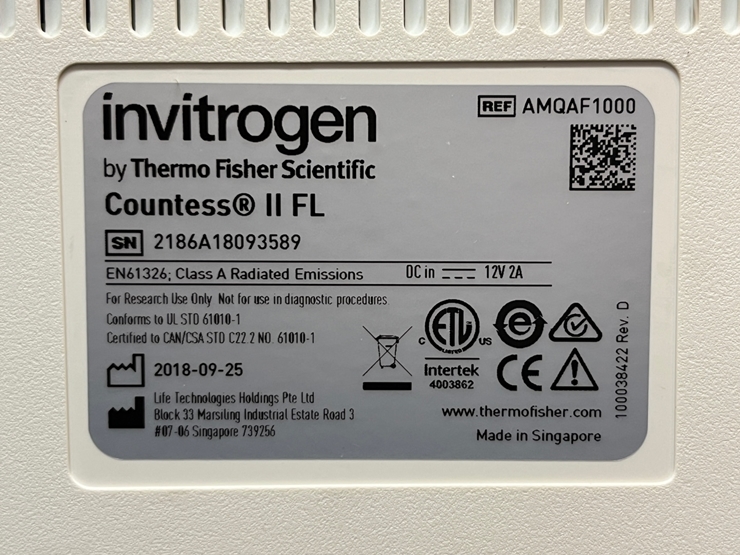 invitrogen
by Thermo Fisher Scientific
REF AMQAF1000
Countess® II FL
SN 2186A18093589
EN61326; Class A Radiated Emissions
DC in 12V 2A
For Research Use Only Not for use in diagnostic procedures
Conforms to UL STD 61010-1
Certified to CAN/CSA STD C22 2 NO. 61010-1
2018-09-25
Life Technologies Holdings Pte Ltd
Block 33 Marsiling Industrial Estate Road 3
#07-06 Singapore 739256
C ETL US
Intertek
4003862
e
CE
www.thermofisher.com
Made in Singapore
100038422 Rev. D